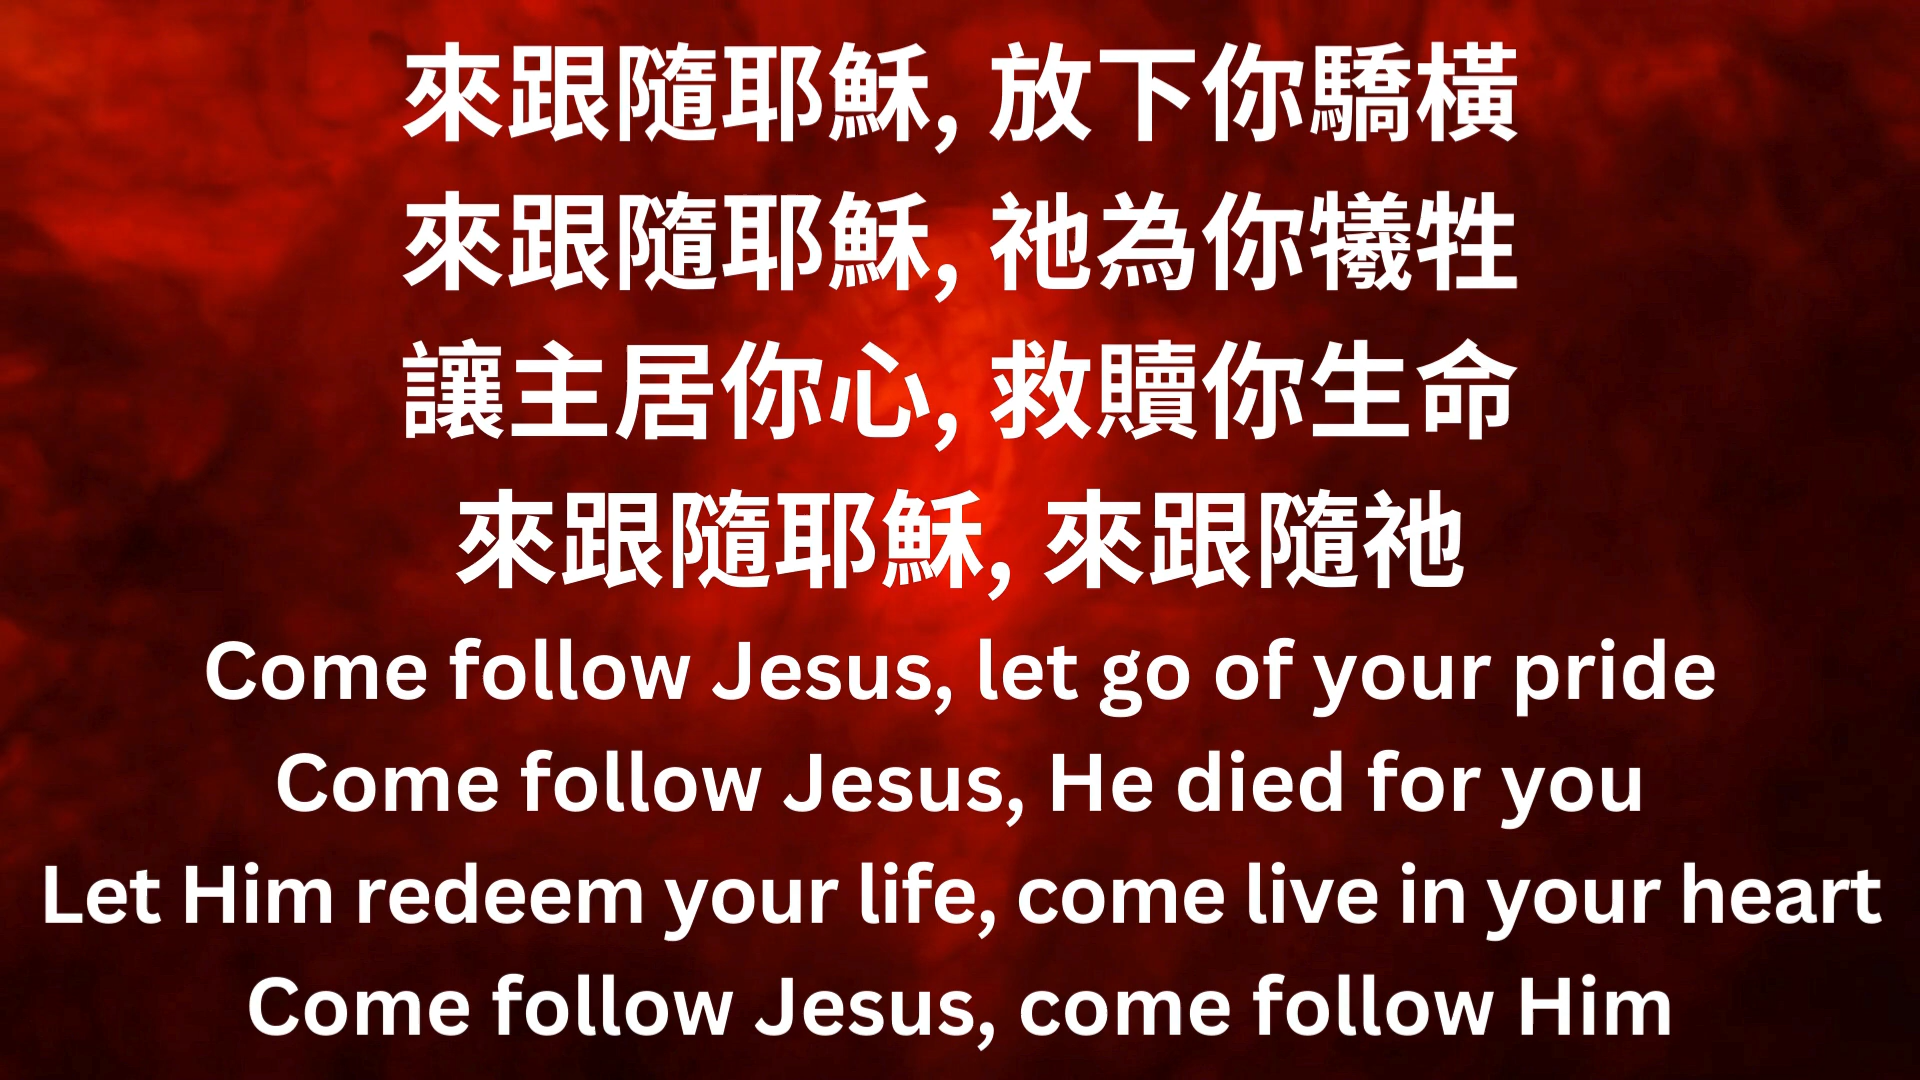 來跟隨耶穌, 放下你驕橫
來跟隨耶穌, 祂為你犧牲
讓主居你心, 救贖你生命
來跟隨耶穌, 來跟隨祂
Come follow Jesus, let go of your pride
Come follow Jesus, He died for you
Let Him redeem your life, come live in your heart
Come follow Jesus, come follow Him